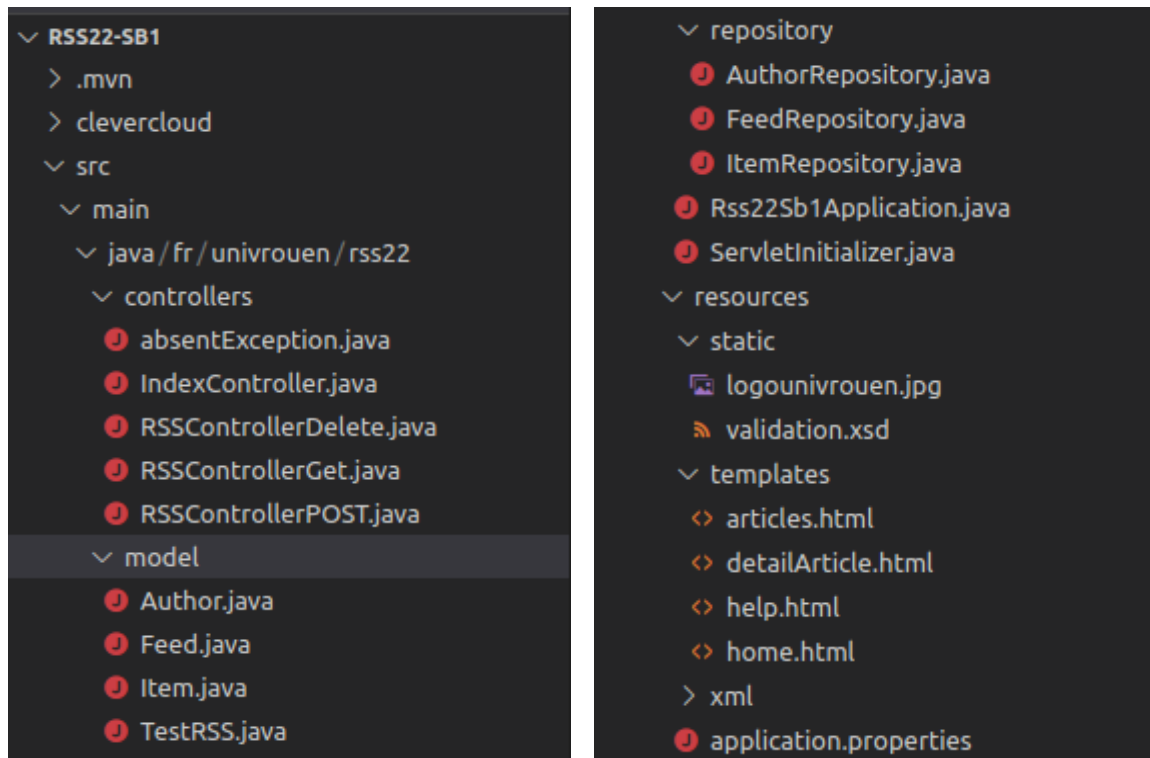 RSS22-SB1
.mvn
clevercloud
src
main
java/fr/univrouen/rss22
controllers
absentException.java
IndexController.java
RSSControllerDelete.java
RSSControllerGet.java
RSSControllerPOST.java
model
Author.java
Feed.java
Item.java
TestRSS.java
repository
AuthorRepository.java
FeedRepository.java
ItemRepository.java
Rss22Sb1Application.java
ServletInitializer.java
resources
static
logounivrouen.jpg
validation.xsd
templates
articles.html
detailArticle.html
help.html
home.html
xml
application.properties